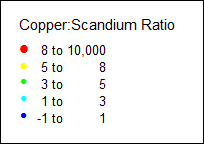 Copper:Scandium Ratio
8 to 10,000
5 to 8
3 to 5
1 to 3
-1 to 1